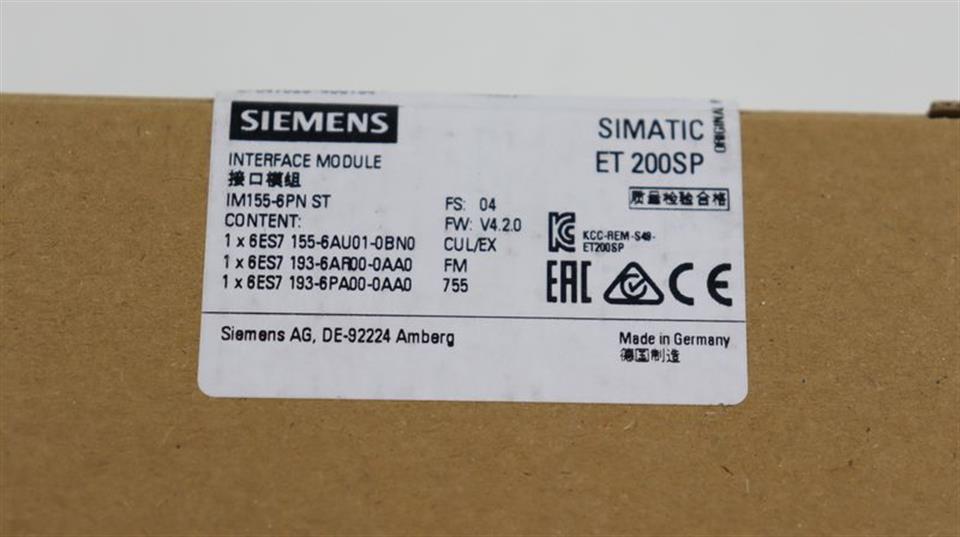 SIEMENS
SIMATIC
ET 200SP
INTERFACE MODULE
接口模组
IM155-6PN ST
FS: 04
质量检验合格
CONTENT:
FW: V4.2.0
1 x 6ES7 155-6AU01-0BN0
CUL/EX
KCC-REM-S49-
ET200SP
1 x 6ES7 193-6AR00-0AA0
FM
1 x 6ES7 193-6PA00-0AA0
755
EAC
CE
Siemens AG, DE-92224 Amberg
Made in Germany
德国制造